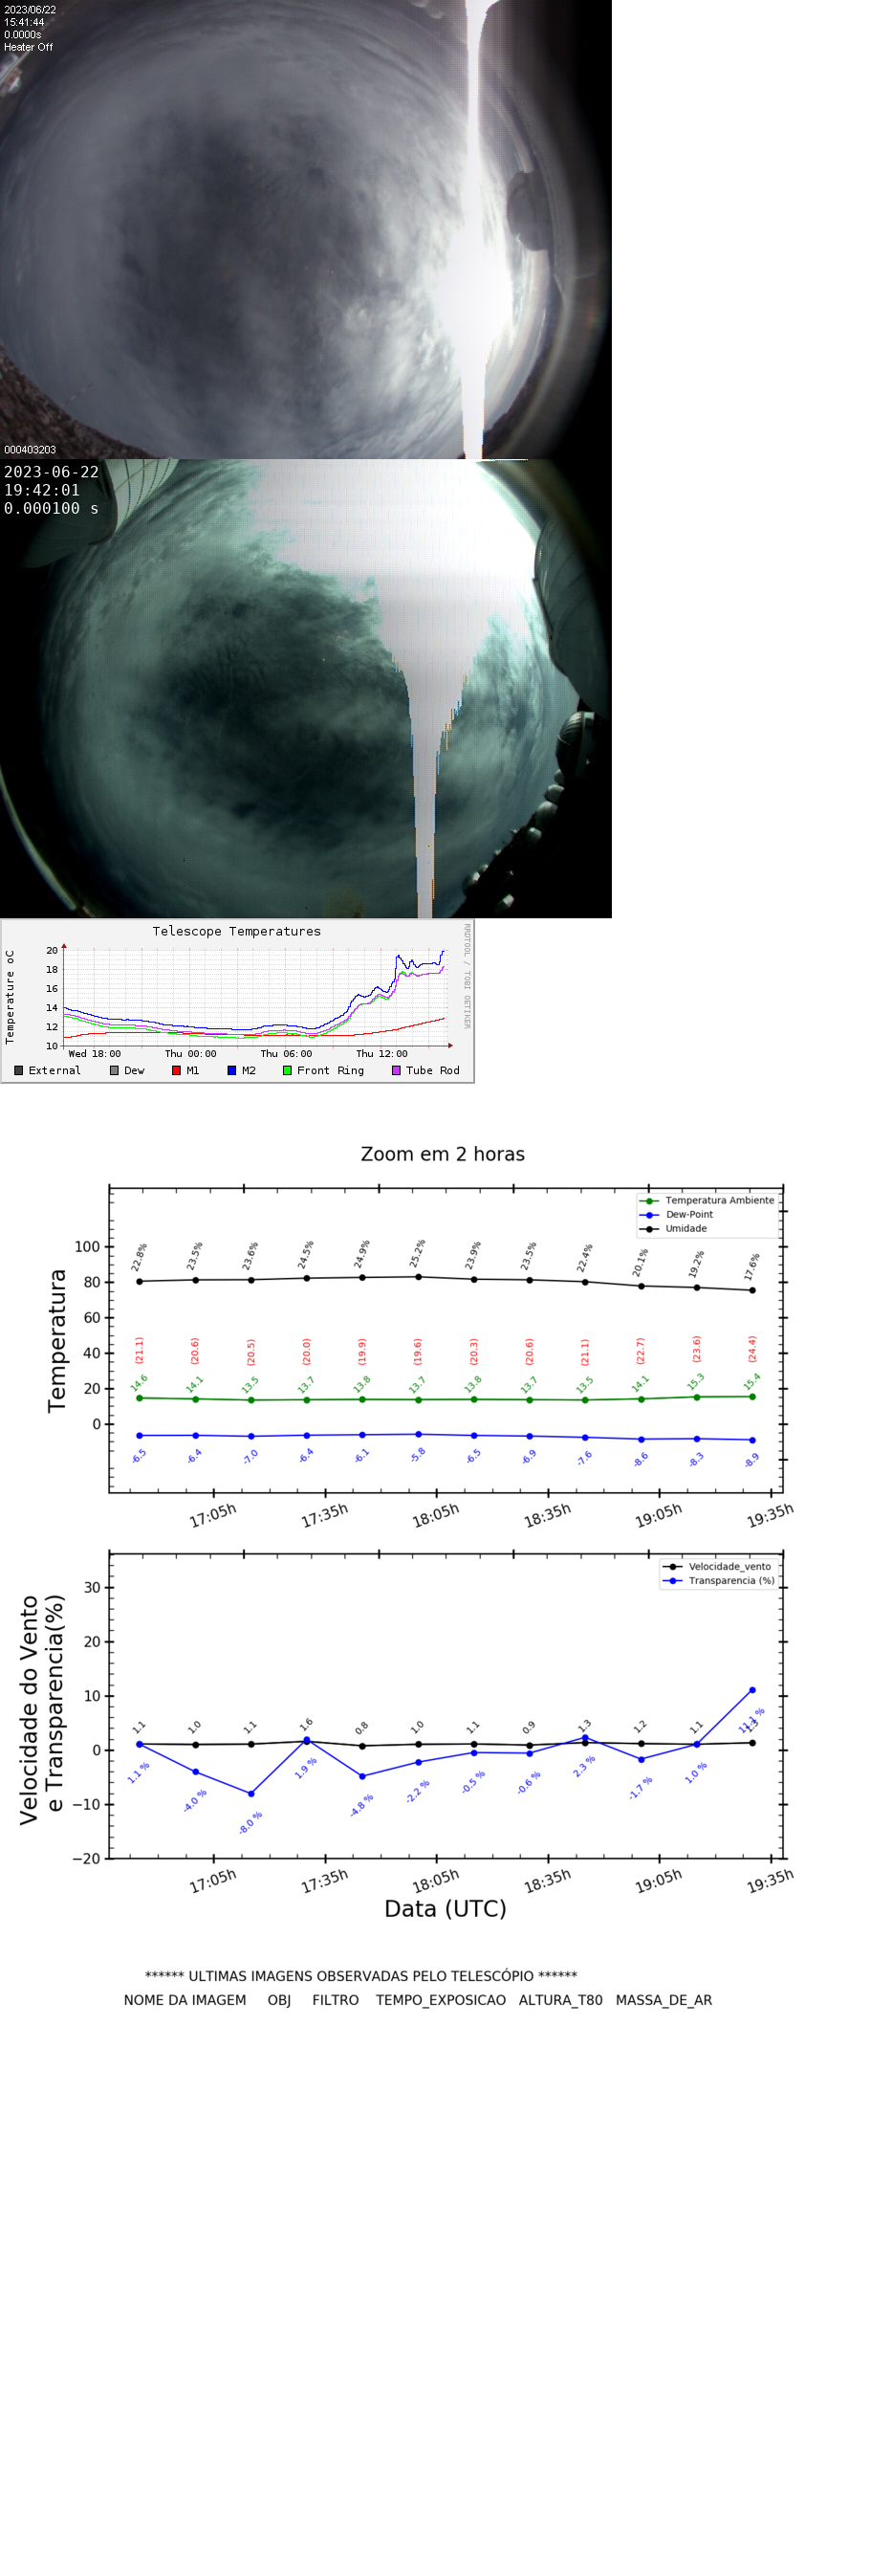 2023/06/22
15:41:44
0.0000s
Heater Off
000403203
2023-06-22
19:42:01
0.000100 s
Telescope Temperatures
RRDTOOL / TOBI OETIKER
Temperature oC
20
18
16
14
12
10
Wed 18:00 Thu 00:00 Thu 06:00 Thu 12:00
External Dew M1 M2 Front Ring Tube Rod
Zoom em 2 horas
Temperatura Ambiente
Dew-Point
Umidade
Temperatura
100
80
60
40
20
0
22.8% 23.5% 23.6% 24.5% 24.9% 25.2% 23.9% 23.5% 22.4% 20.1% 19.2% 17.6%
(21.1) (20.6) (20.5) (20.0) (19.9) (19.6) (20.3) (20.6) (21.1) (22.7) (23.6) (24.4)
14.6 14.1 13.5 13.7 13.8 13.7 13.8 13.7 13.5 14.1 15.3 15.4
-6.5 -6.4 -7.0 -6.4 -6.1 -5.8 -6.5 -6.9 -7.6 -8.6 -8.3 -8.9
17:05h 17:35h 18:05h 18:35h 19:05h 19:35h
Velocidade_vento
Transparencia (%)
Velocidade do Vento
e Transparencia(%)
30
20
10
0
−10
−20
1.1 1.0 1.1 1.6 0.8 1.0 1.1 0.9 1.3 1.2 1.1 1.3
1.1 % -4.0 % -8.0 % 1.9 % -4.8 % -2.2 % -0.5 % -0.6 % 2.3 % -1.7 % 1.0 % 11.1 %
17:05h 17:35h 18:05h 18:35h 19:05h 19:35h
Data (UTC)
****** ULTIMAS IMAGENS OBSERVADAS PELO TELESCÓPIO ******
NOME DA IMAGEM OBJ FILTRO TEMPO_EXPOSICAO ALTURA_T80 MASSA_DE_AR